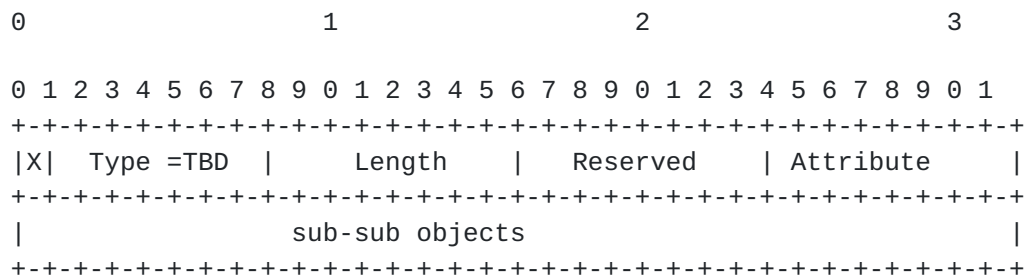 0                   1                   2                   3
0 1 2 3 4 5 6 7 8 9 0 1 2 3 4 5 6 7 8 9 0 1 2 3 4 5 6 7 8 9 0 1
+-+-+-+-+-+-+-+-+-+-+-+-+-+-+-+-+-+-+-+-+-+-+-+-+-+-+-+-+-+-+-+-+
|X|  Type =TBD  |     Length    |   Reserved    | Attribute     |
+-+-+-+-+-+-+-+-+-+-+-+-+-+-+-+-+-+-+-+-+-+-+-+-+-+-+-+-+-+-+-+-+
|                 sub-sub objects                               |
+-+-+-+-+-+-+-+-+-+-+-+-+-+-+-+-+-+-+-+-+-+-+-+-+-+-+-+-+-+-+-+-+